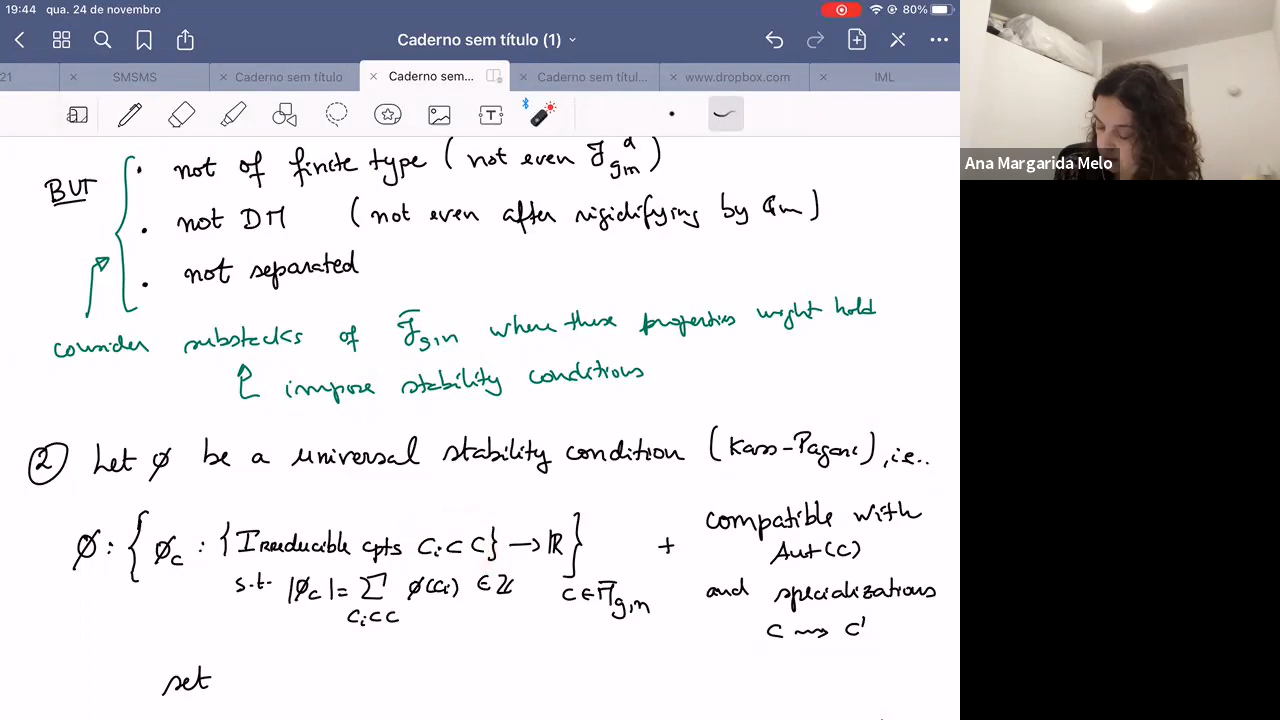 19:44 qua. 24 de novembro
80%
Caderno sem título (1)
21
SMSMS
Caderno sem título
Caderno sem...
Caderno sem títul...
www.dropbox.com
IML
Ana Margarida Melo
BUT
· not of finite type (not even J̄^d_{g,n})
· not DM (not even after rigidifying by Gm)
· not separated
consider substacks of J̄_{g,n} where these properties might hold
impose stability conditions
② Let ϕ be a universal stability condition (Kass-Pagani), i.e..
ϕ : { ϕ_C : {Irreducible cpts C_i ⊂ C} → ℝ } + compatible with
Aut(C)
s.t. |ϕ_C| = Σ ϕ(C_i) ∈ ℤ C ∈ M̄_{g,n} and specializations
C_i ⊂ C
C ⇝ C'
set